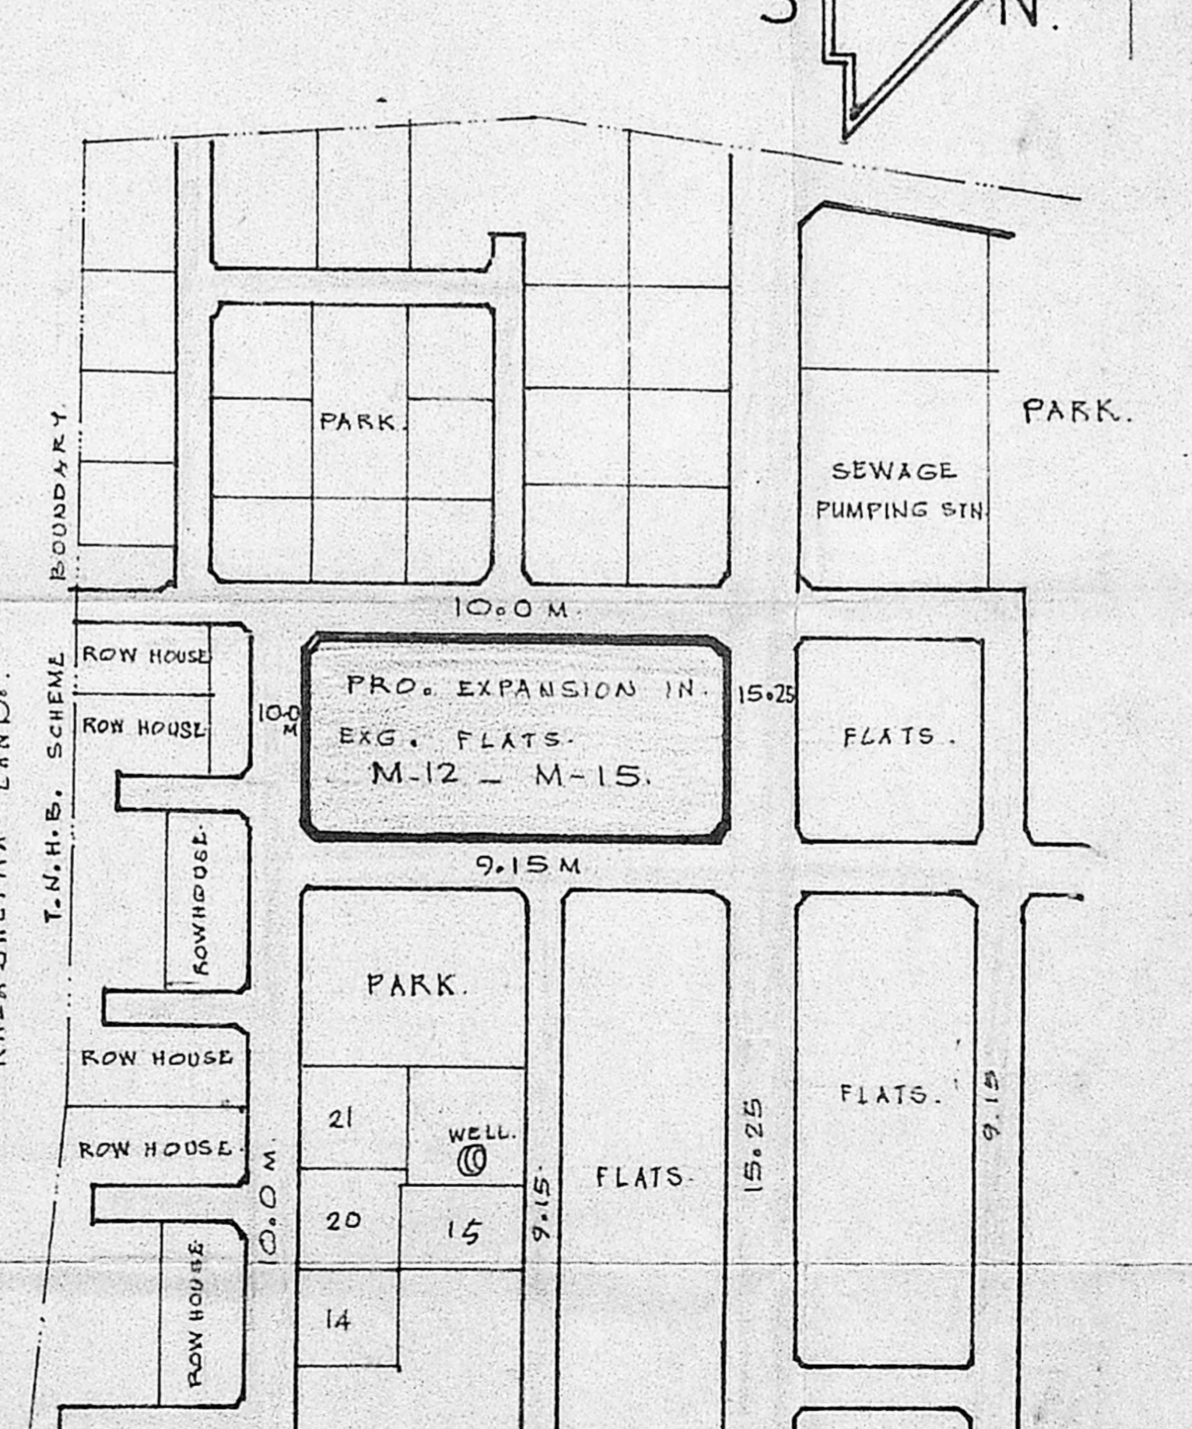 N.
PARK.
PARK.
SEWAGE
PUMPING STN
BOUNDARY.
10.0 M.
ROW HOUSE
ROW HOUSE
10.0
M
PRO. EXPANSION IN.
EXG. FLATS.
M-12 - M-15.
15.25
FLATS.
T.N.H.B. SCHEME
ROWHOUSE.
9.15 M
PARK.
ROW HOUSE
ROW HOUSE.
21
WELL.
20
15
14
10.0 M.
9.15.
FLATS.
15.25
FLATS.
9.15
ROW HOUSE